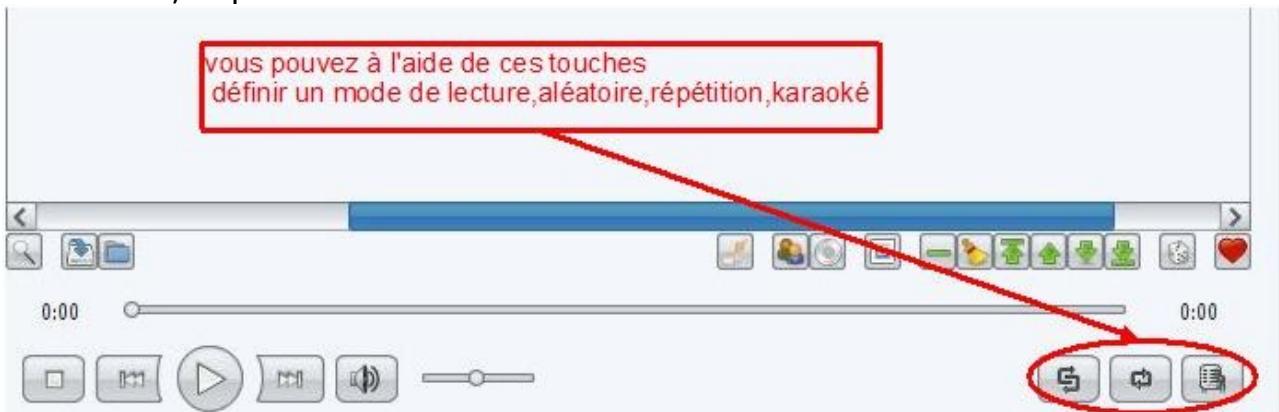 vous pouvez à l'aide de ces touches
définir un mode de lecture,aléatoire,répétition,karaoké
0:00 0:00